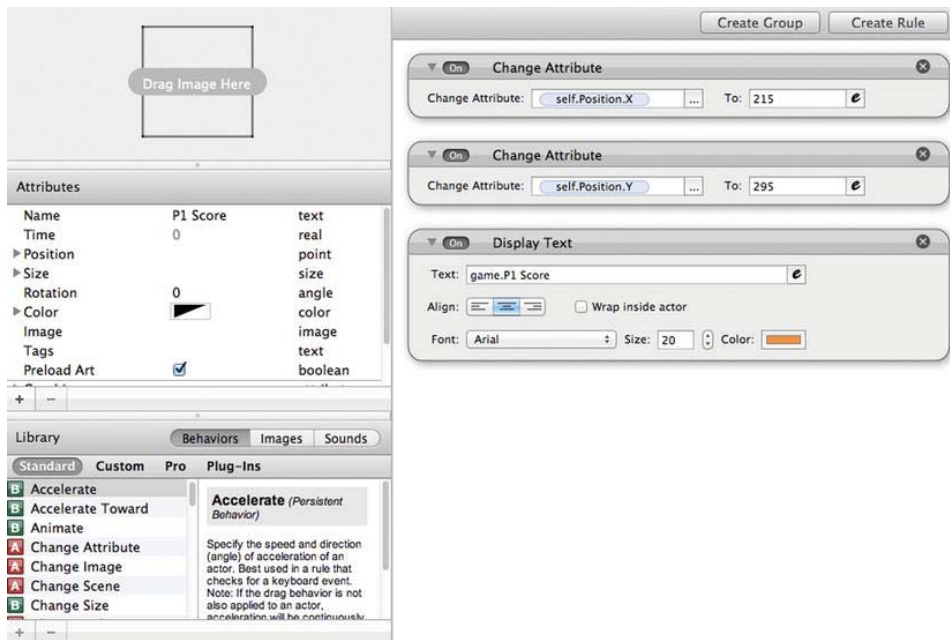 Create Group Create Rule
Drag Image Here
On Change Attribute
Change Attribute: self.Position.X ... To: 215 e
On Change Attribute
Change Attribute: self.Position.Y ... To: 295 e
On Display Text
Text: game.P1 Score e
Align: Wrap inside actor
Font: Arial Size: 20 Color:
Attributes
Name P1 Score text
Time 0 real
Position point
Size size
Rotation 0 angle
Color color
Image image
Tags text
Preload Art boolean
+ −
Library Behaviors Images Sounds
Standard Custom Pro Plug-Ins
B Accelerate
B Accelerate Toward
B Animate
A Change Attribute
A Change Image
A Change Scene
B Change Size
Accelerate (Persistent
Behavior)
Specify the speed and direction
(angle) of acceleration of an
actor. Best used in a rule that
checks for a keyboard event.
Note: If the drag behavior is not
also applied to an actor,
acceleration will be continuously
+ −